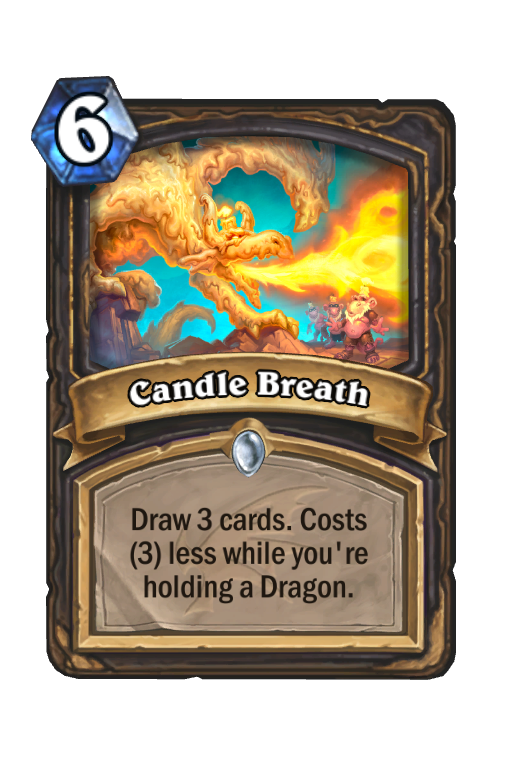 6
Candle Breath
Draw 3 cards. Costs
(3) less while you're
holding a Dragon.